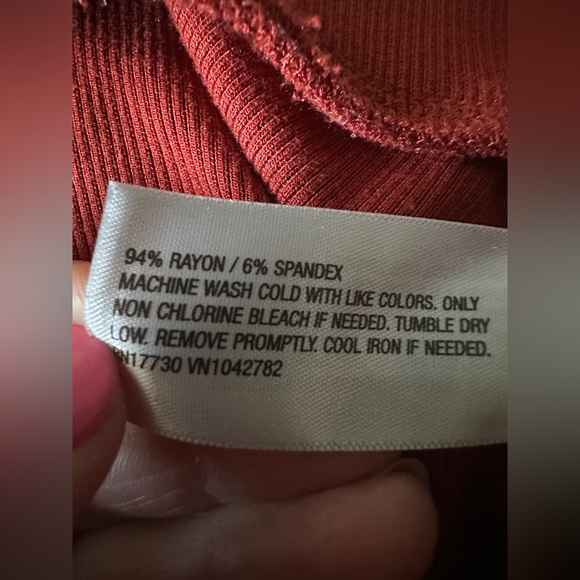 94% RAYON / 6% SPANDEX
MACHINE WASH COLD WITH LIKE COLORS. ONLY
NON CHLORINE BLEACH IF NEEDED. TUMBLE DRY
LOW. REMOVE PROMPTLY. COOL IRON IF NEEDED.
RN17730 VN1042782